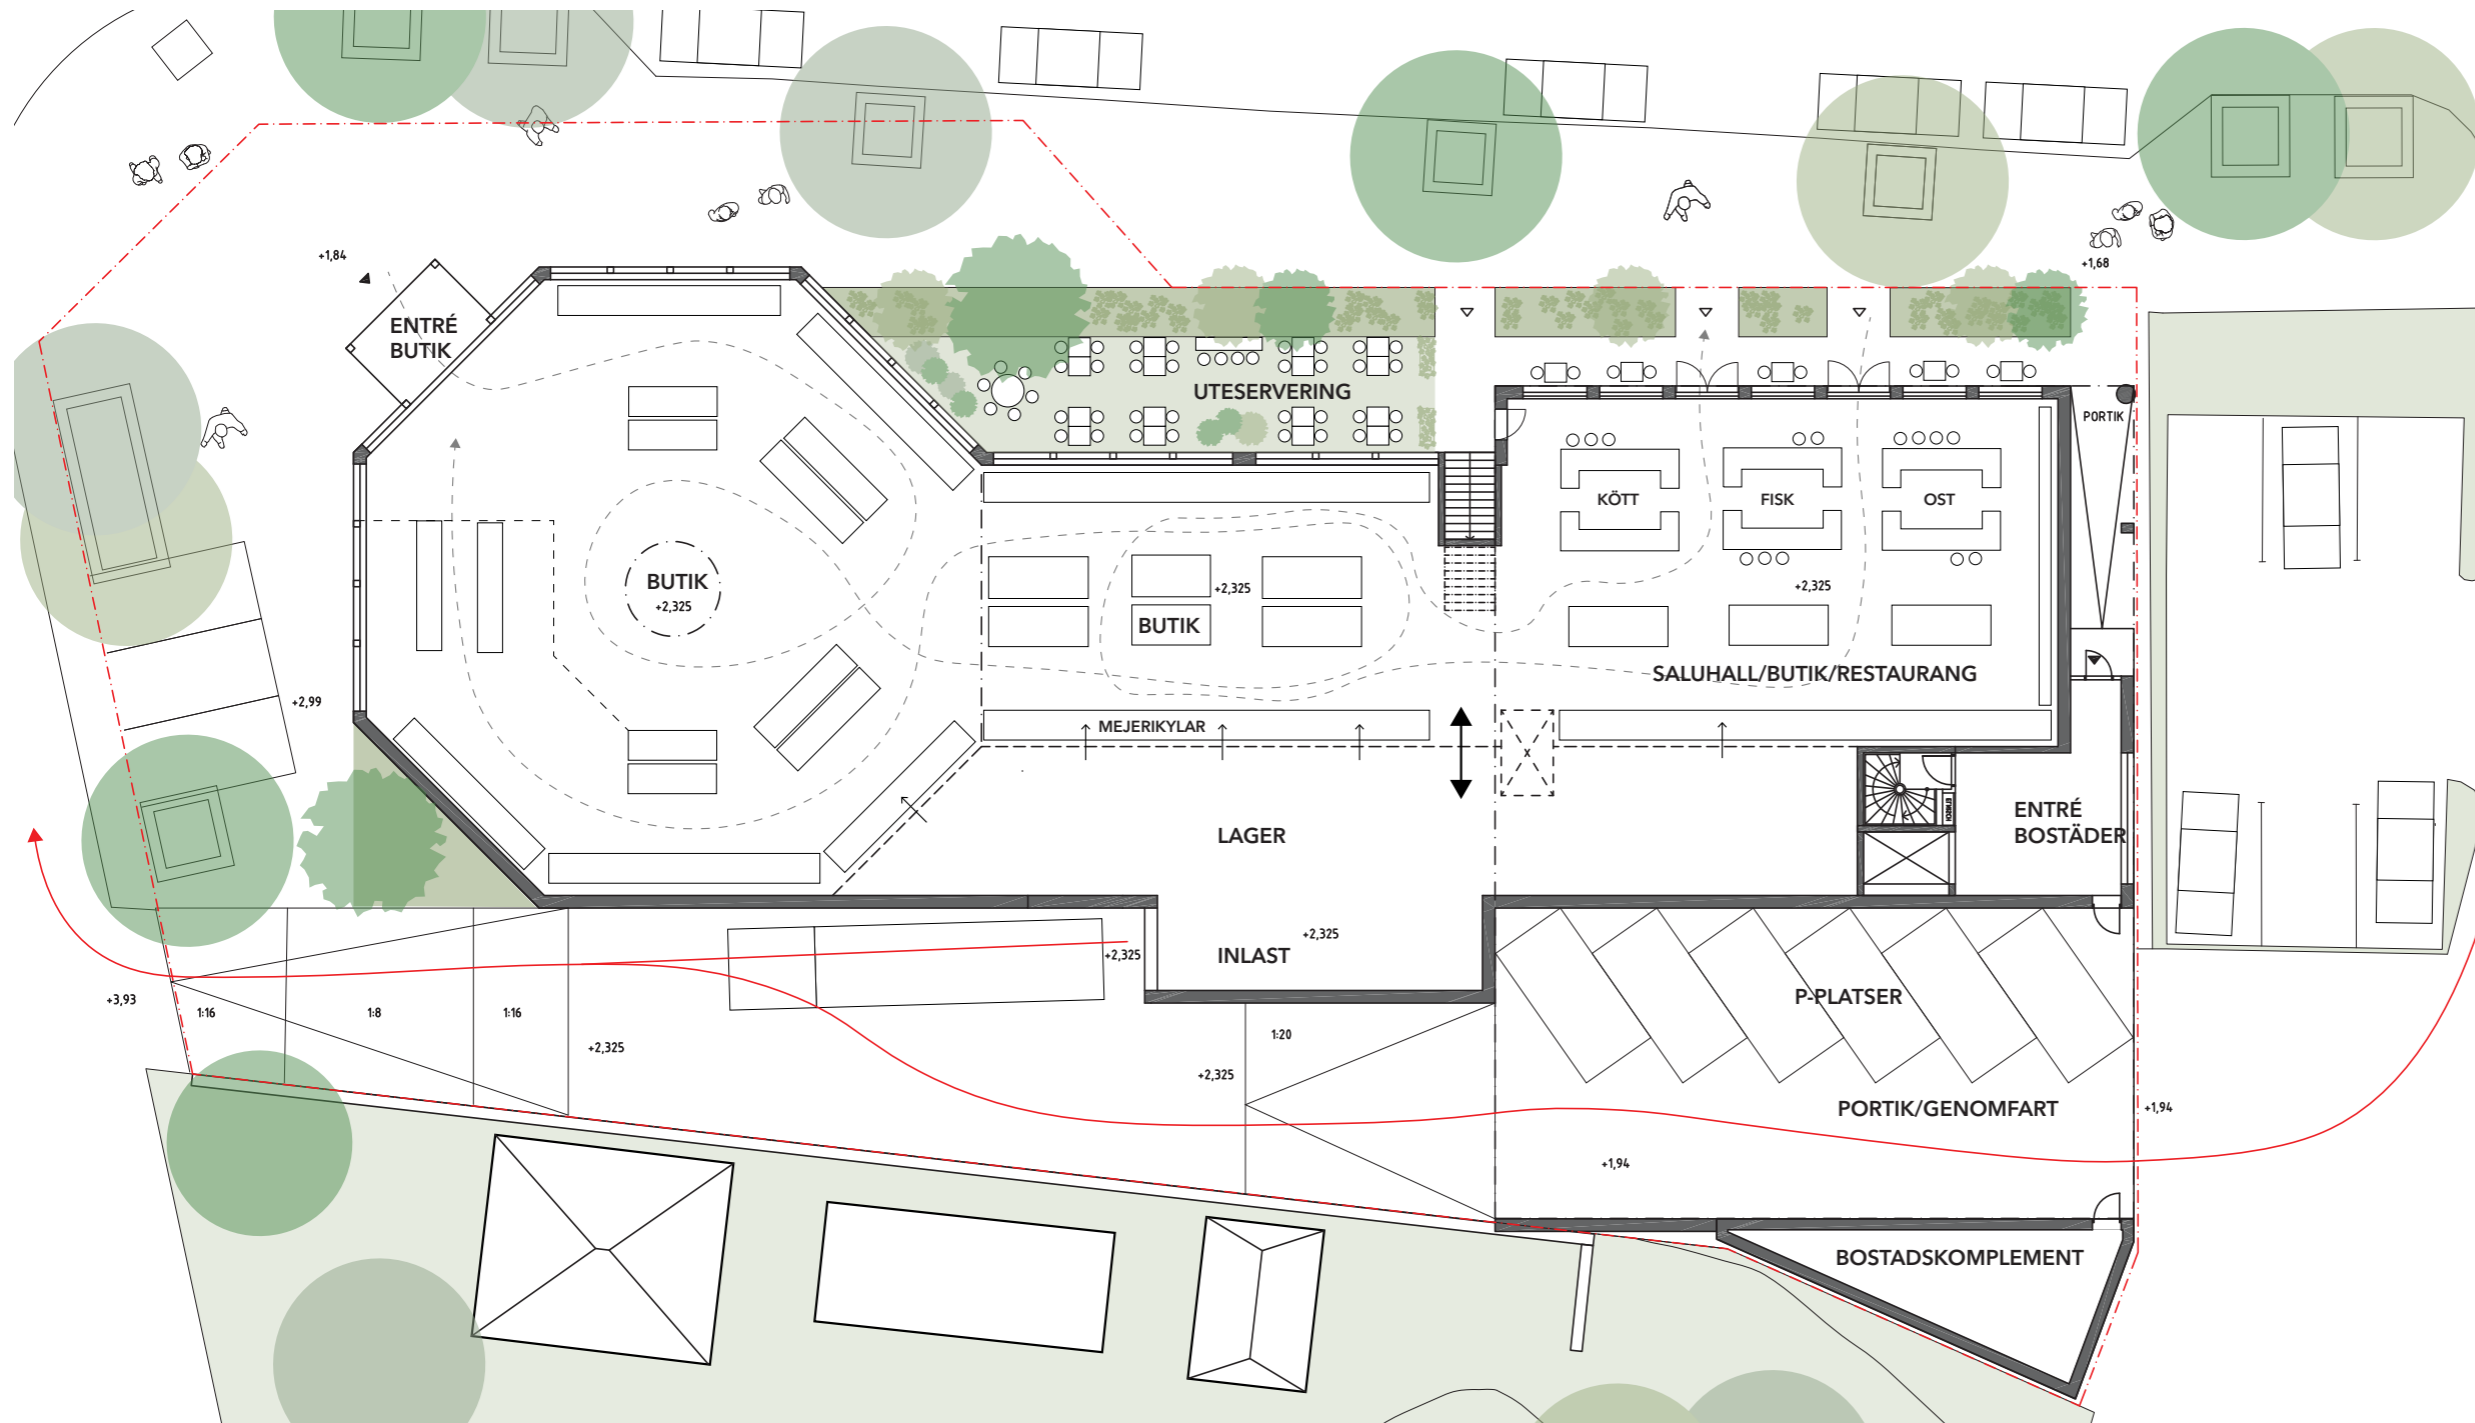 +1,84
+1,68
ENTRÉ
BUTIK
UTESERVERING
PORTIK
KÖTT
FISK
OST
BUTIK
+2,325
+2,325
+2,325
BUTIK
SALUHALL/BUTIK/RESTAURANG
+2,99
MEJERIKYLAR
LAGER
ENTRÉ
BOSTÄDER
+2,325
INLAST
+2,325
+3,93
1:16
1:8
1:16
+2,325
P-PLATSER
1:20
+2,325
PORTIK/GENOMFART
+1,94
+1,94
BOSTADSKOMPLEMENT